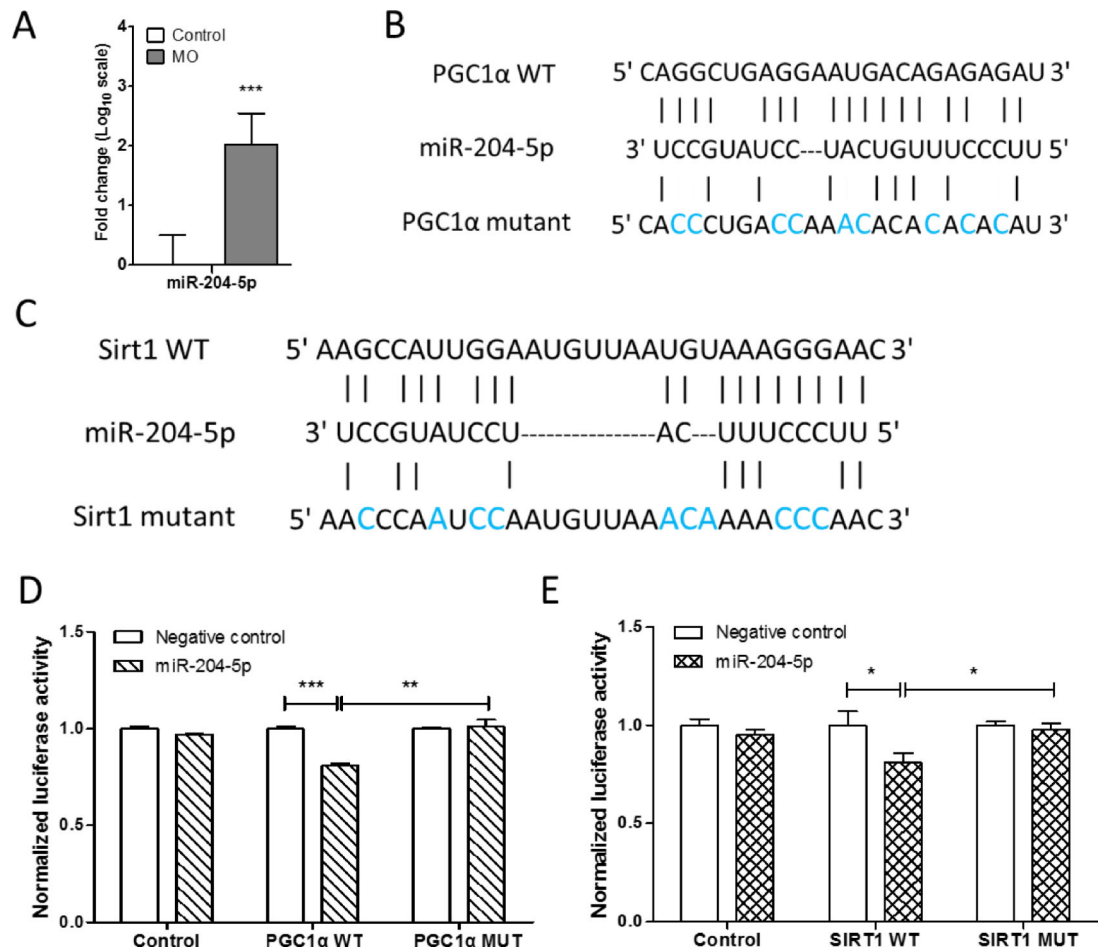 A
4
3
2
1
0
Fold change (Log10 scale)
Control
MO
***
miR-204-5p
B
PGC1α WT 5' CAGGCUGAGGAAUGACAGAGAGAU 3'
miR-204-5p 3' UCCGUAUCC---UACUGUUUCCCUU 5'
PGC1α mutant 5' CACCCUGACCAAACACACACACAU 3'
C
Sirt1 WT 5' AAGCCAUUGGAAUGUUAAUGUAAAGGGAAC 3'
miR-204-5p 3' UCCGUAUCCU----------------AC---UUUCCCUU 5'
Sirt1 mutant 5' AACCCAAUCCAAUGUUAAACAAAACCCAAC 3'
D
Normalized luciferase activity
1.5
1.0
0.5
0.0
Negative control
miR-204-5p
*** **
Control PGC1α WT PGC1α MUT
E
Normalized luciferase activity
1.5
1.0
0.5
0.0
Negative control
miR-204-5p
* *
Control SIRT1 WT SIRT1 MUT